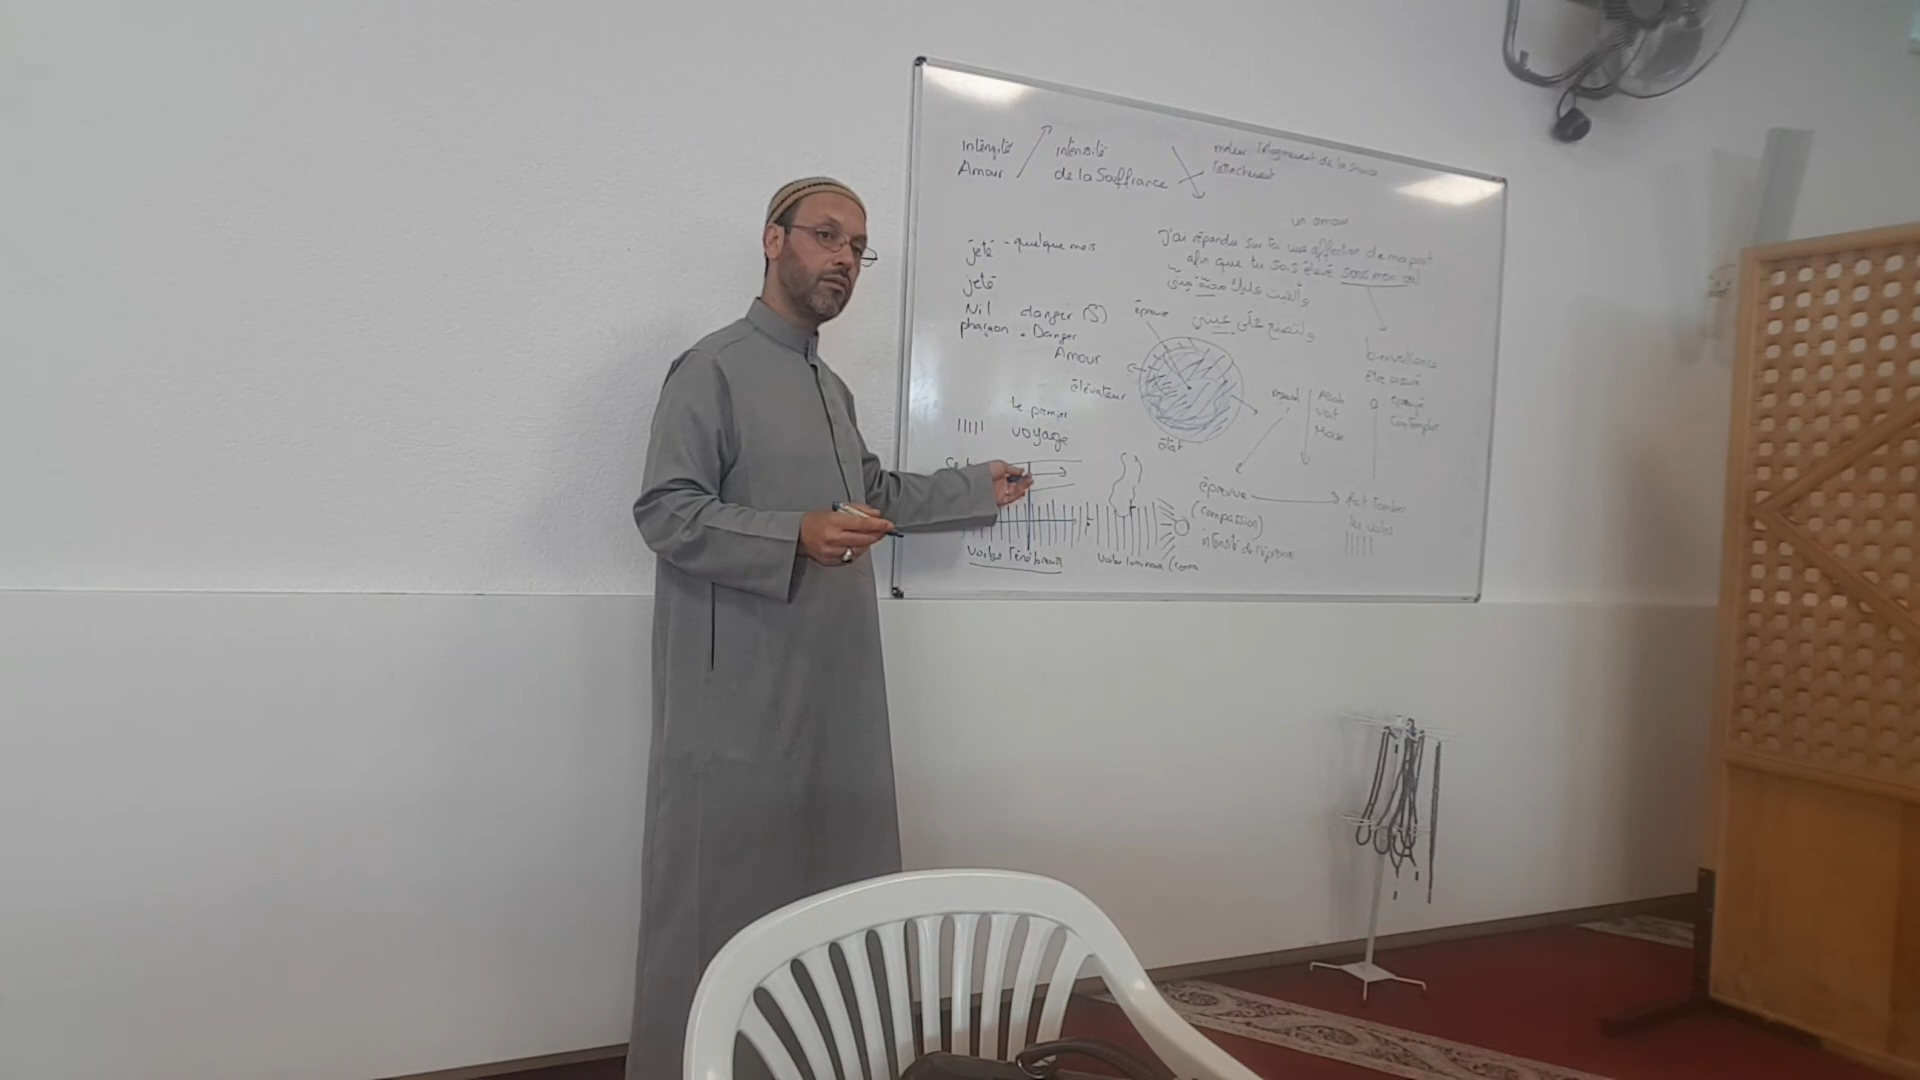 intensité
Amour
intensité
de la Souffrance
l'attachement
un amour
J'ai répandu sur toi une affection de ma part
afin que tu sois élevé sous mon œil
وألقيت عليك محبة مني
ولتصنع على عيني
jeté - quelque mois
jeté
Nil danger (S)
pharaon . Danger
Amour
élévateur
épreuve
état
le premier
voyage
bienveillance
être assuré
Contempler
Allah
voit
Moïse
épreuve
(compassion)
intensité de l'épreuve
fait tomber
les voiles
voiles Ténébreux
voiles lumineux